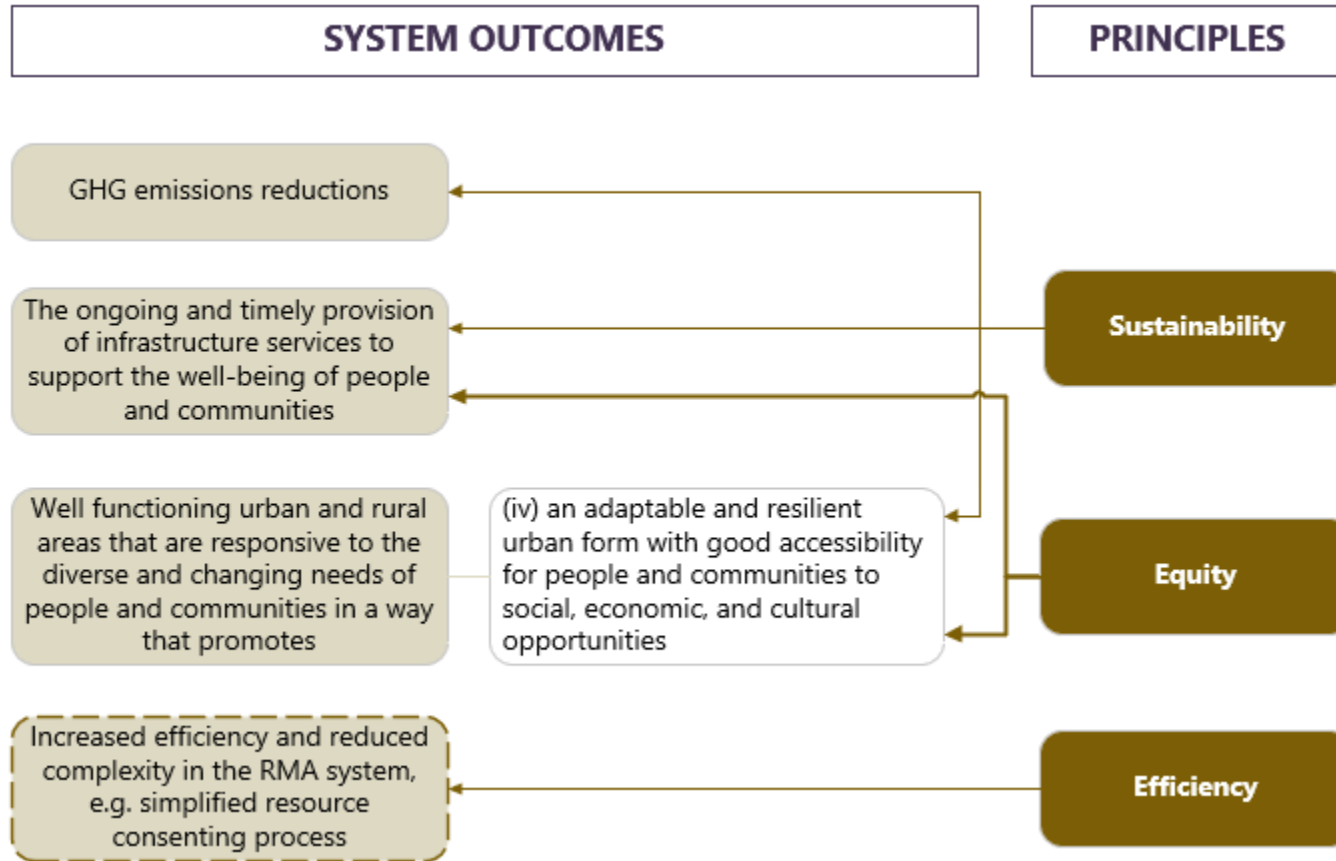 SYSTEM OUTCOMES
PRINCIPLES
GHG emissions reductions
The ongoing and timely provision
of infrastructure services to
support the well-being of people
and communities
Sustainability
Well functioning urban and rural
areas that are responsive to the
diverse and changing needs of
people and communities in a way
that promotes
(iv) an adaptable and resilient
urban form with good accessibility
for people and communities to
social, economic, and cultural
opportunities
Equity
Increased efficiency and reduced
complexity in the RMA system,
e.g. simplified resource
consenting process
Efficiency